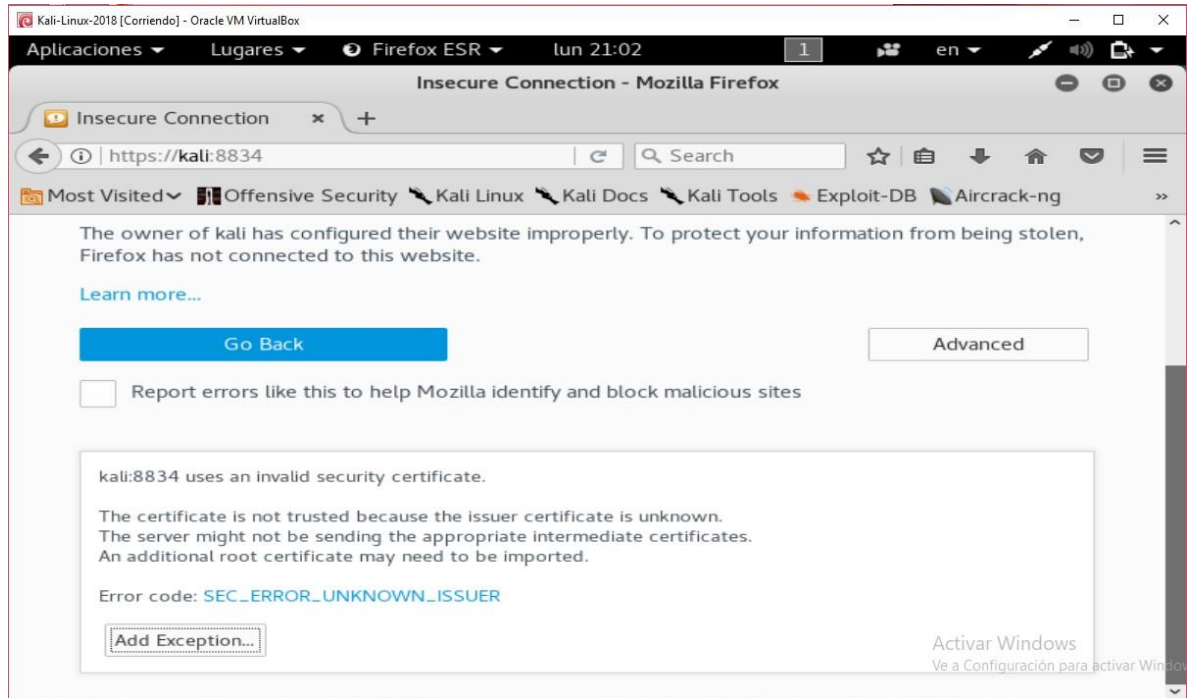 Kali-Linux-2018 [Corriendo] - Oracle VM VirtualBox
Aplicaciones Lugares Firefox ESR lun 21:02 1 en
Insecure Connection - Mozilla Firefox
Insecure Connection
https://kali:8834 Search
Most Visited Offensive Security Kali Linux Kali Docs Kali Tools Exploit-DB Aircrack-ng
The owner of kali has configured their website improperly. To protect your information from being stolen,
Firefox has not connected to this website.
Learn more...
Go Back Advanced
Report errors like this to help Mozilla identify and block malicious sites
kali:8834 uses an invalid security certificate.
The certificate is not trusted because the issuer certificate is unknown.
The server might not be sending the appropriate intermediate certificates.
An additional root certificate may need to be imported.
Error code: SEC_ERROR_UNKNOWN_ISSUER
Add Exception...
Activar Windows
Ve a Configuración para activar Window